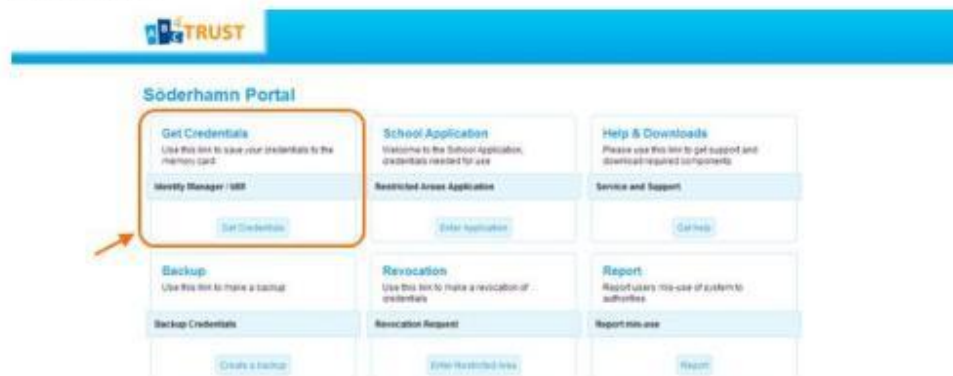 ABC4TRUST
Söderhamn Portal
Get Credentials
Use this link to save your credentials to the
memory card
Identity Manager / IdM
Get Credentials
School Application
Welcome to the School Application,
credentials needed for use
Restricted Areas Application
Enter Application
Help & Downloads
Please use this link to get support and
download required components
Service and Support
Get help
Backup
Use this link to make a backup
Backup Credentials
Create a backup
Revocation
Use this link to make a revocation of
credentials
Revocation Request
Enter Restricted Area
Report
Report users mis-use of system to
authorities
Report mis-use
Report